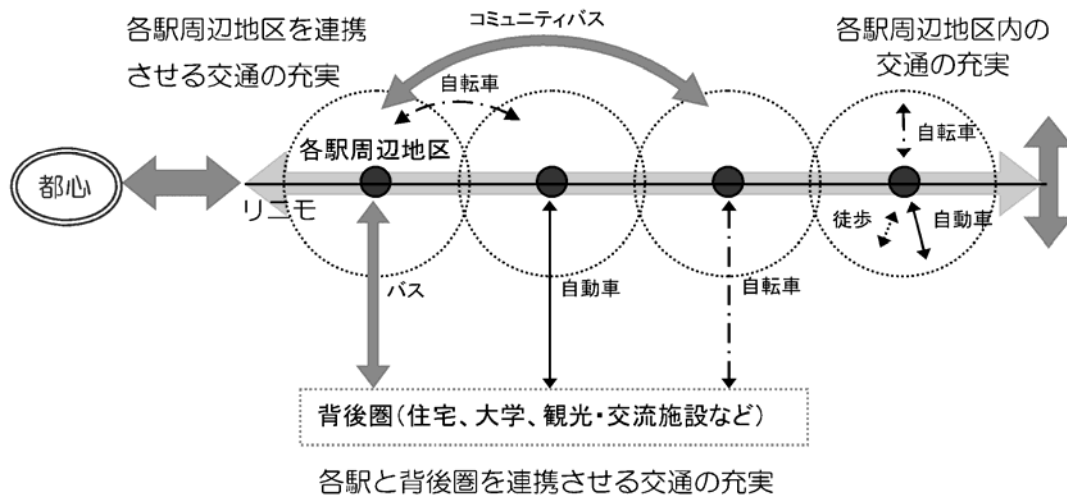 コミュニティバス
各駅周辺地区を連携
させる交通の充実
各駅周辺地区内の
交通の充実
自転車
自転車
各駅周辺地区
都心
リニモ
徒歩
自動車
バス
自動車
自転車
背後圏(住宅、大学、観光・交流施設など)
各駅と背後圏を連携させる交通の充実